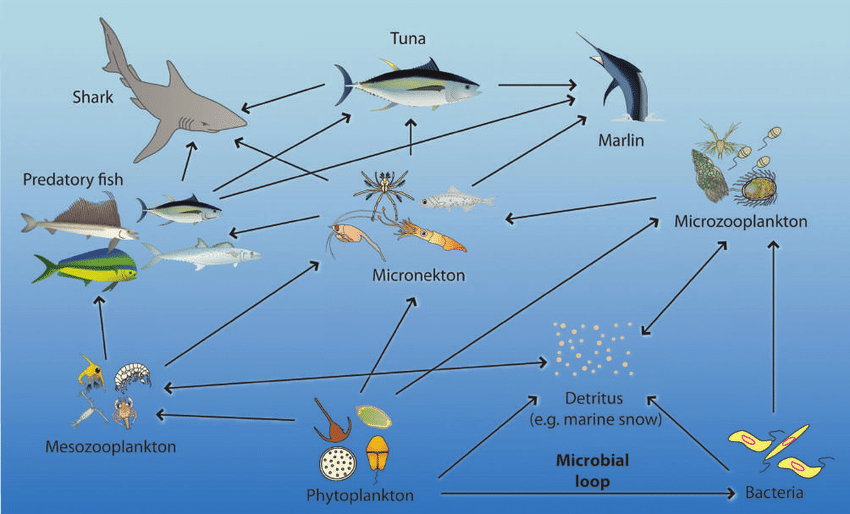 Tuna
Shark
Marlin
Predatory fish
Microzooplankton
Micronekton
Detritus
(e.g. marine snow)
Mesozooplankton
Microbial
loop
Phytoplankton
Bacteria